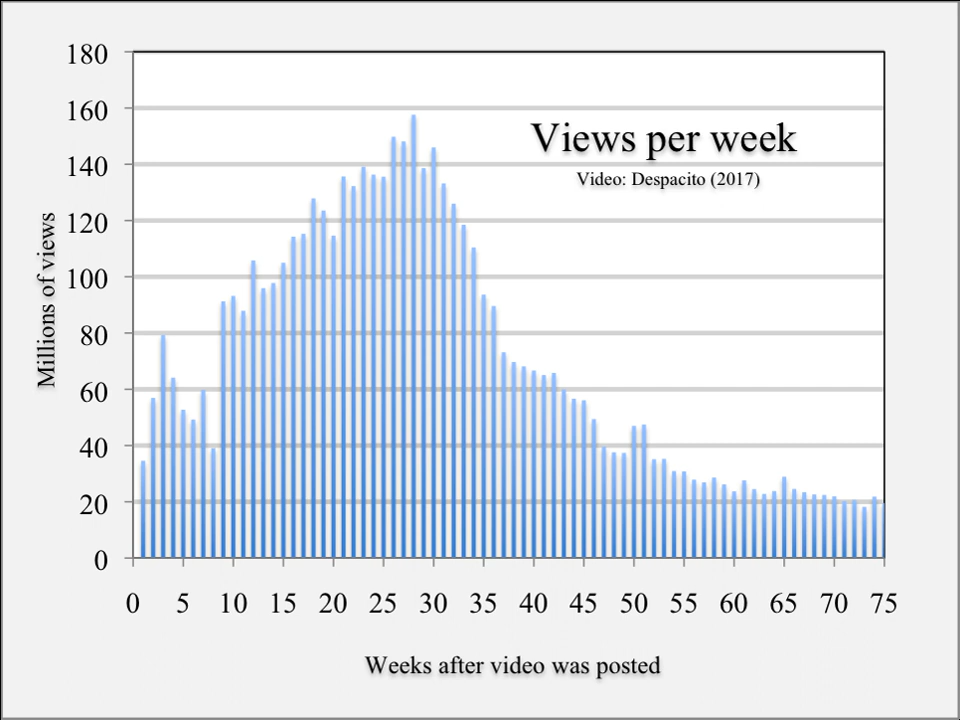 Views per week
Video: Despacito (2017)
Millions of views
180
160
140
120
100
80
60
40
20
0
0 5 10 15 20 25 30 35 40 45 50 55 60 65 70 75
Weeks after video was posted